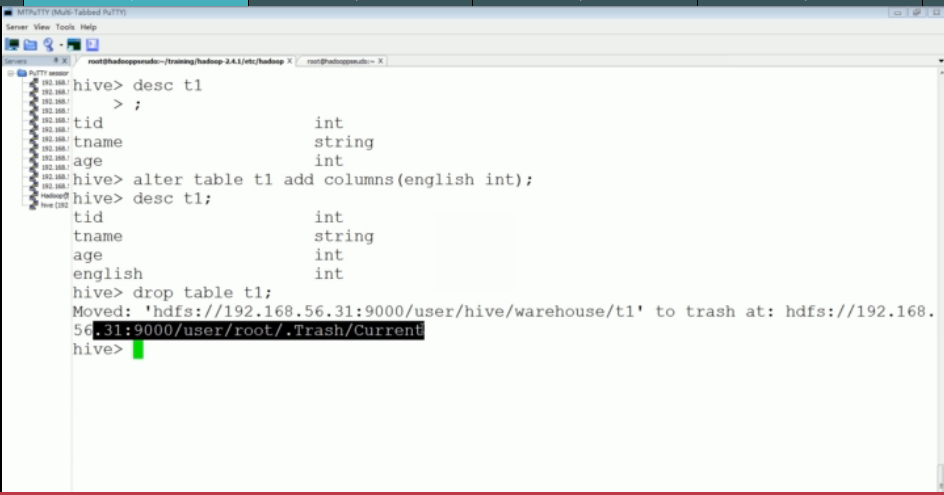 MTPuTTY (Multi-Tabbed PuTTY)
Server View Tools Help
Servers
root@hadooppseudo:~/training/hadoop-2.4.1/etc/hadoop X root@hadooppseudo:~ X
PuTTY session
192.168.
192.168.
192.168.
192.168.
192.168.
192.168.
192.168.
192.168.
192.168.
192.168.
192.168.
192.168.
hive (192
hive> desc t1
> ;
tid int
tname string
age int
hive> alter table t1 add columns(english int);
hive> desc t1;
tid int
tname string
age int
english int
hive> drop table t1;
Moved: 'hdfs://192.168.56.31:9000/user/hive/warehouse/t1' to trash at: hdfs://192.168.
56.31:9000/user/root/.Trash/Current
hive>